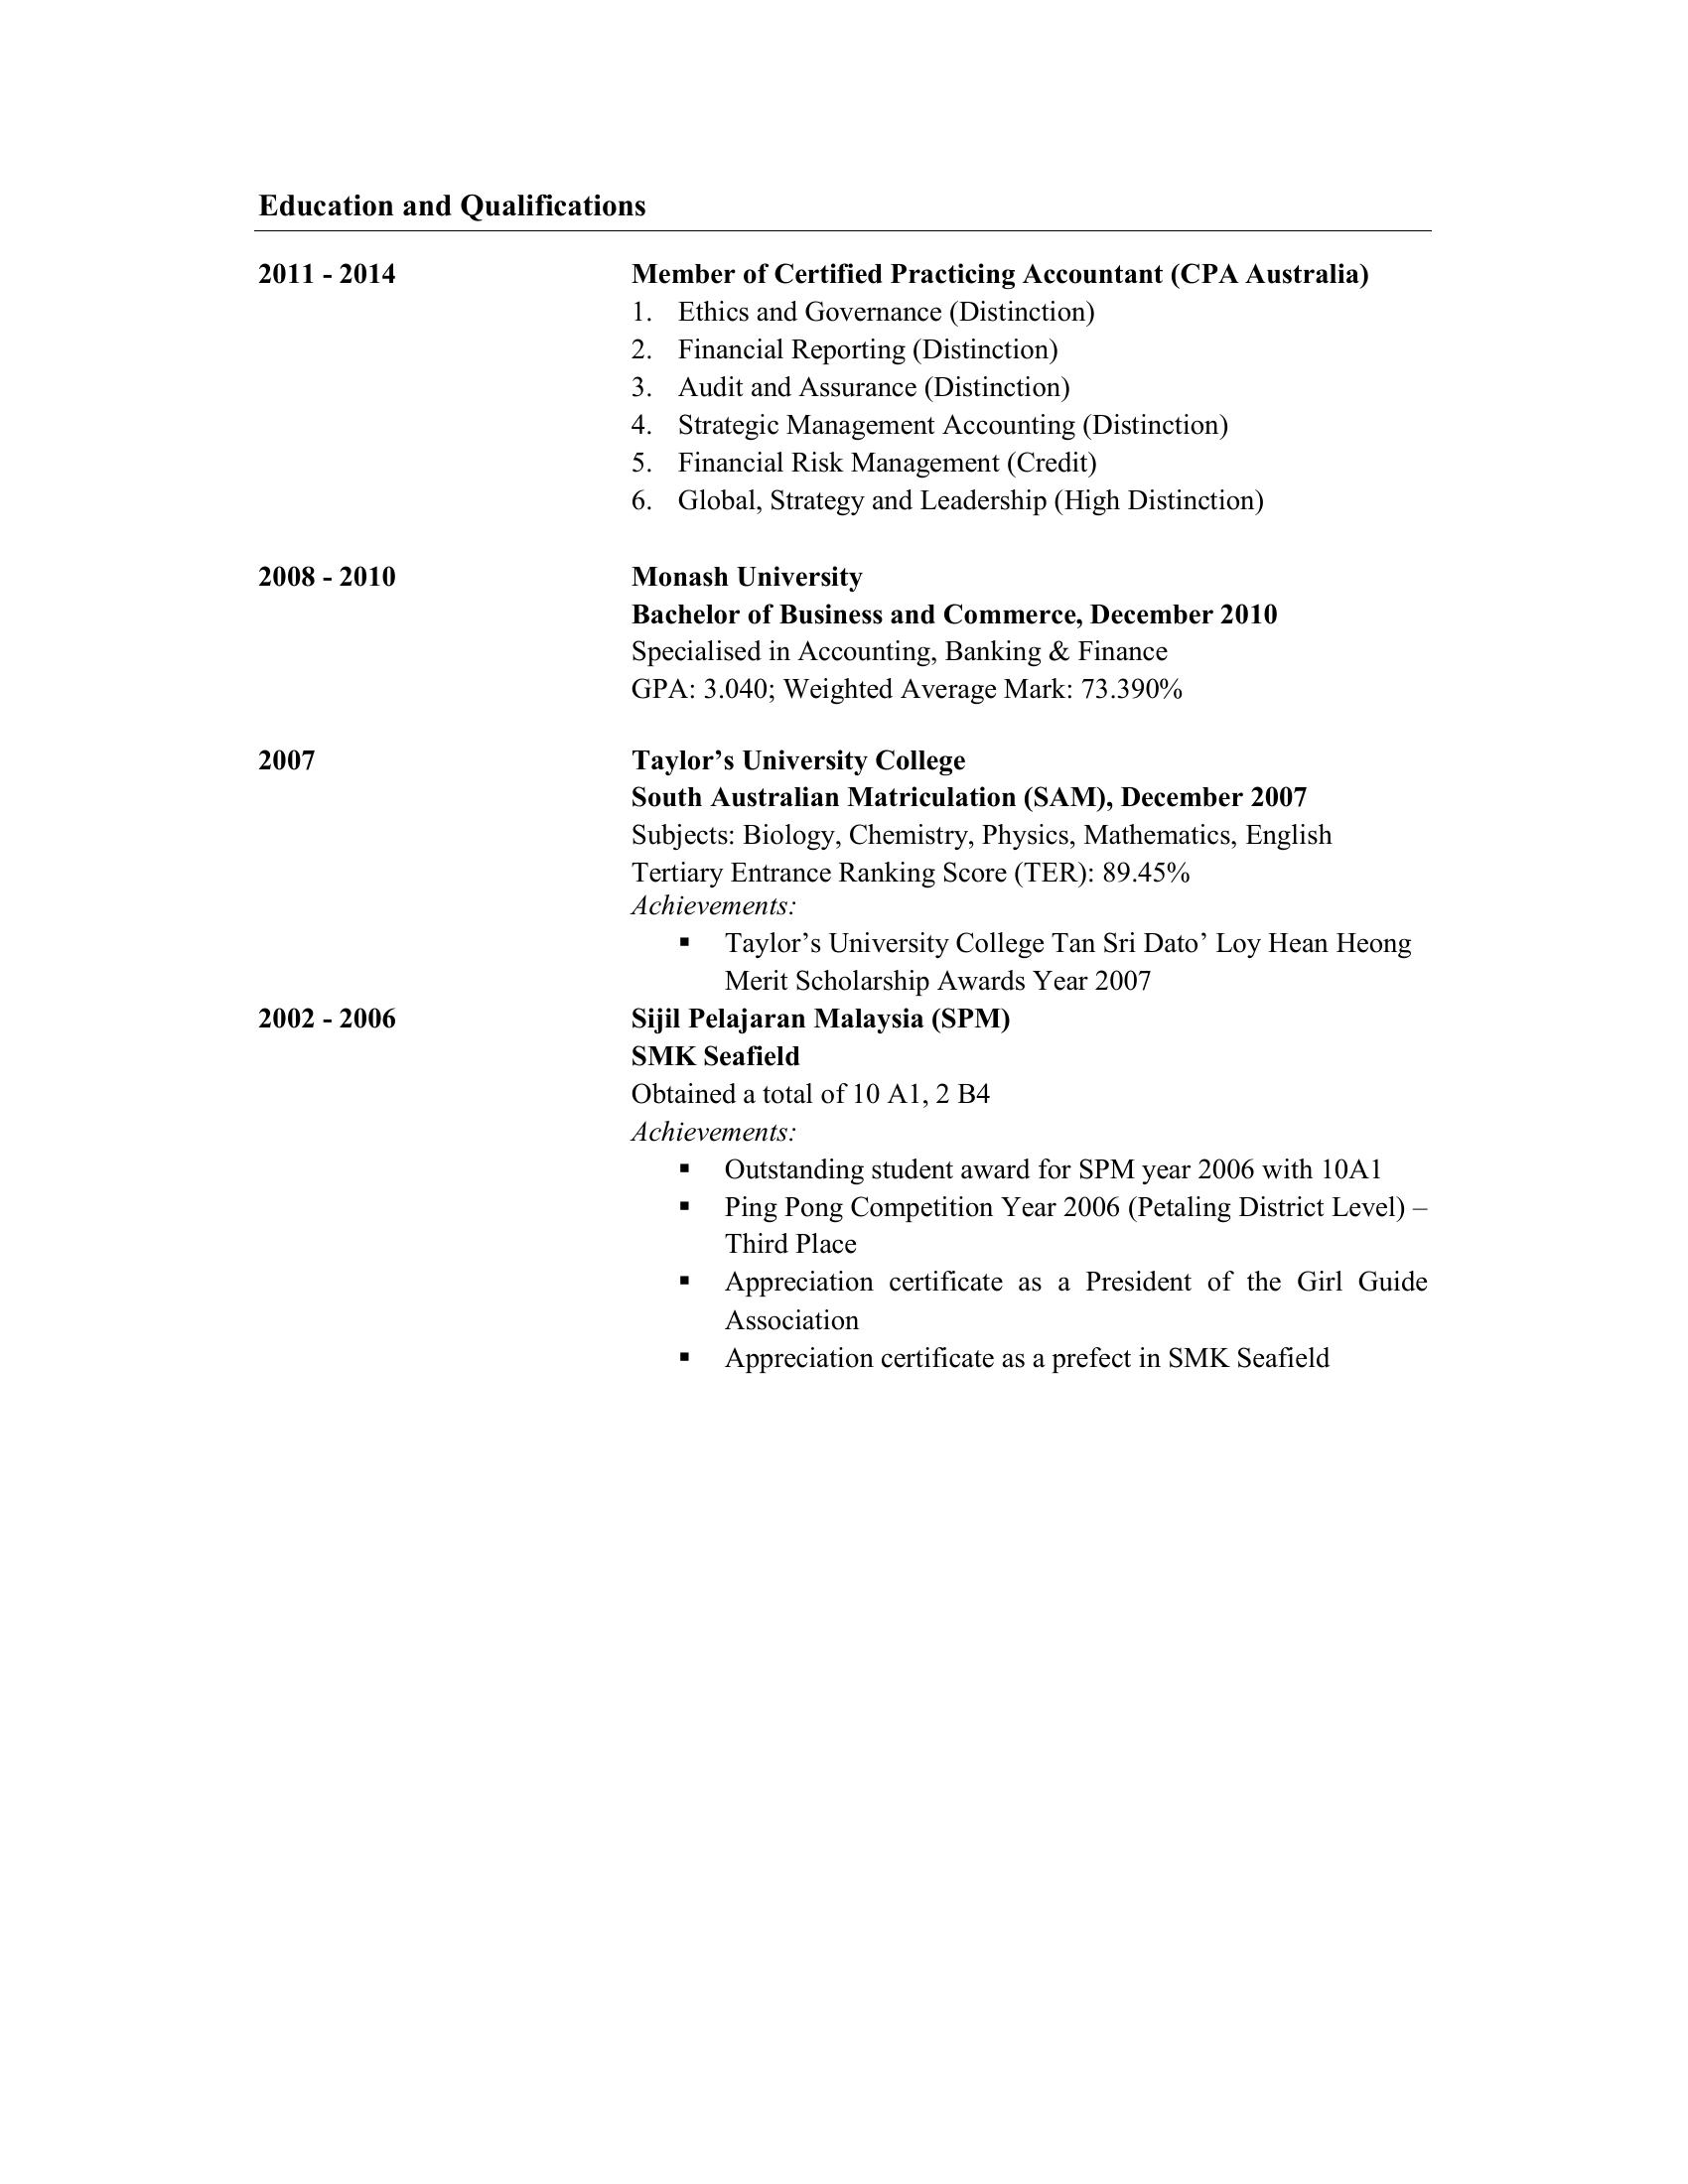 Education and Qualifications
2011 - 2014 Member of Certified Practicing Accountant (CPA Australia)
1. Ethics and Governance (Distinction)
2. Financial Reporting (Distinction)
3. Audit and Assurance (Distinction)
4. Strategic Management Accounting (Distinction)
5. Financial Risk Management (Credit)
6. Global, Strategy and Leadership (High Distinction)
2008 - 2010 Monash University
Bachelor of Business and Commerce, December 2010
Specialised in Accounting, Banking & Finance
GPA: 3.040; Weighted Average Mark: 73.390%
2007 Taylor’s University College
South Australian Matriculation (SAM), December 2007
Subjects: Biology, Chemistry, Physics, Mathematics, English
Tertiary Entrance Ranking Score (TER): 89.45%
Achievements:
▪ Taylor’s University College Tan Sri Dato’ Loy Hean Heong
Merit Scholarship Awards Year 2007
2002 - 2006 Sijil Pelajaran Malaysia (SPM)
SMK Seafield
Obtained a total of 10 A1, 2 B4
Achievements:
▪ Outstanding student award for SPM year 2006 with 10A1
▪ Ping Pong Competition Year 2006 (Petaling District Level) –
Third Place
▪ Appreciation certificate as a President of the Girl Guide
Association
▪ Appreciation certificate as a prefect in SMK Seafield